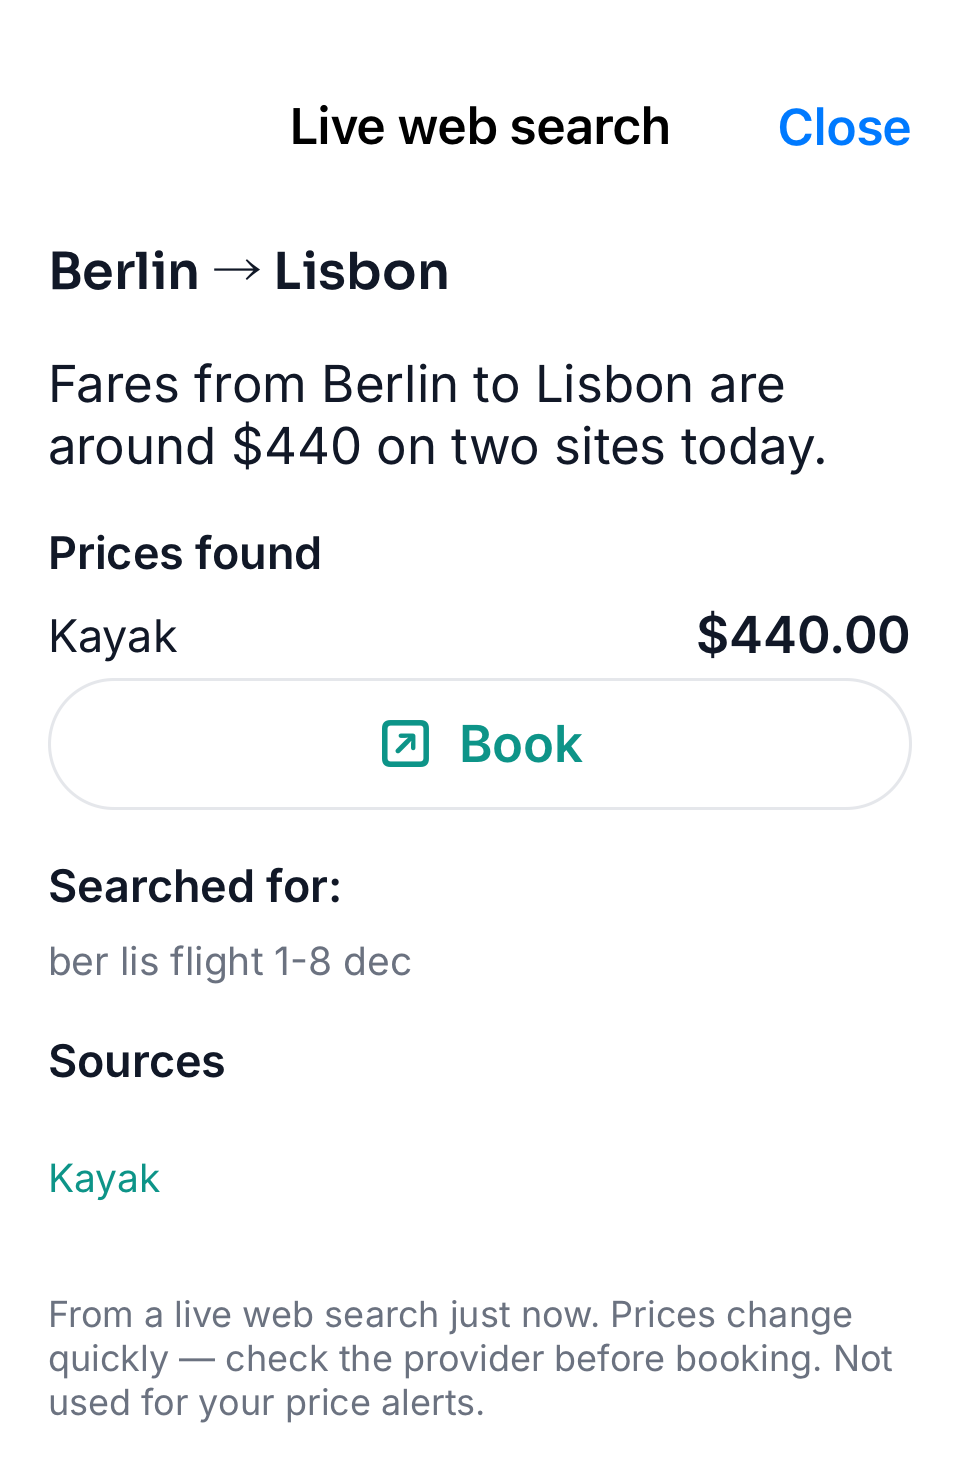 Live web search
Close
Berlin → Lisbon
Fares from Berlin to Lisbon are
around $440 on two sites today.
Prices found
Kayak $440.00
Book
Searched for:
ber lis flight 1-8 dec
Sources
Kayak
From a live web search just now. Prices change
quickly — check the provider before booking. Not
used for your price alerts.